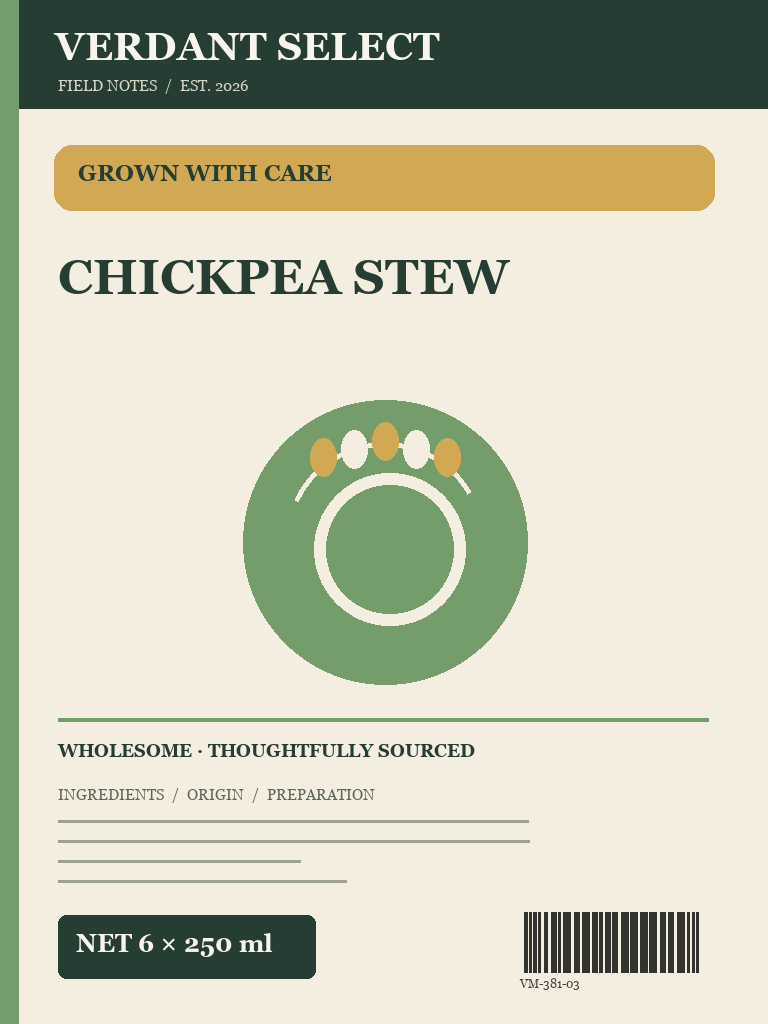 VERDANT SELECT
FIELD NOTES / EST. 2026
GROWN WITH CARE
CHICKPEA STEW
WHOLESOME · THOUGHTFULLY SOURCED
INGREDIENTS / ORIGIN / PREPARATION
NET 6 × 250 ml
VM-381-03